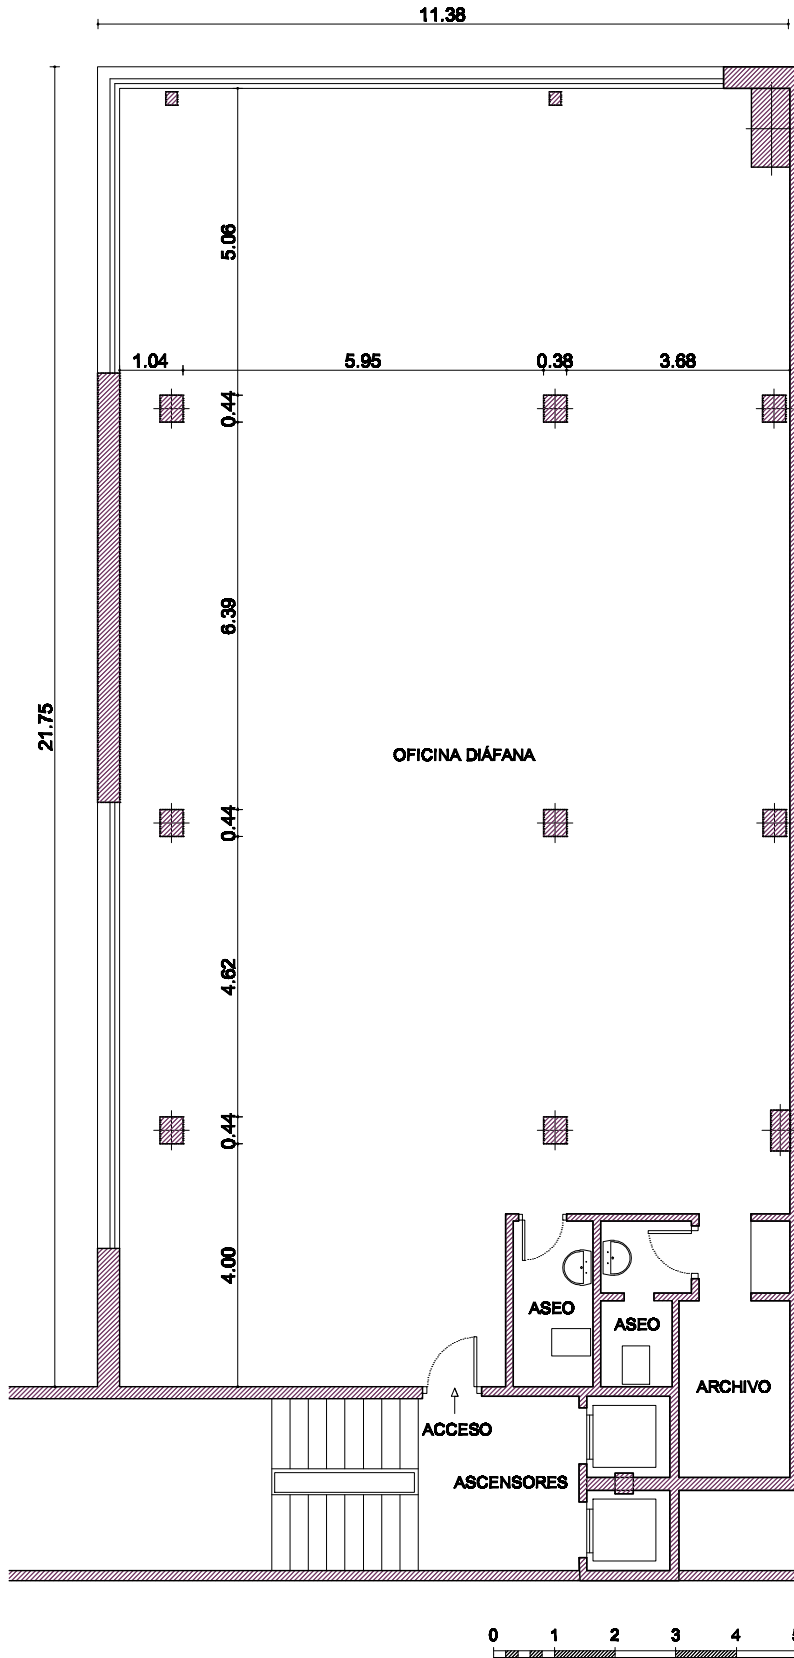 11.38
5.06
1.04 5.95 0.38 3.68
0.44
6.39
21.75
OFICINA DIÁFANA
0.44
4.62
0.44
4.00
ASEO
ASEO
ARCHIVO
ACCESO
ASCENSORES
0 1 2 3 4